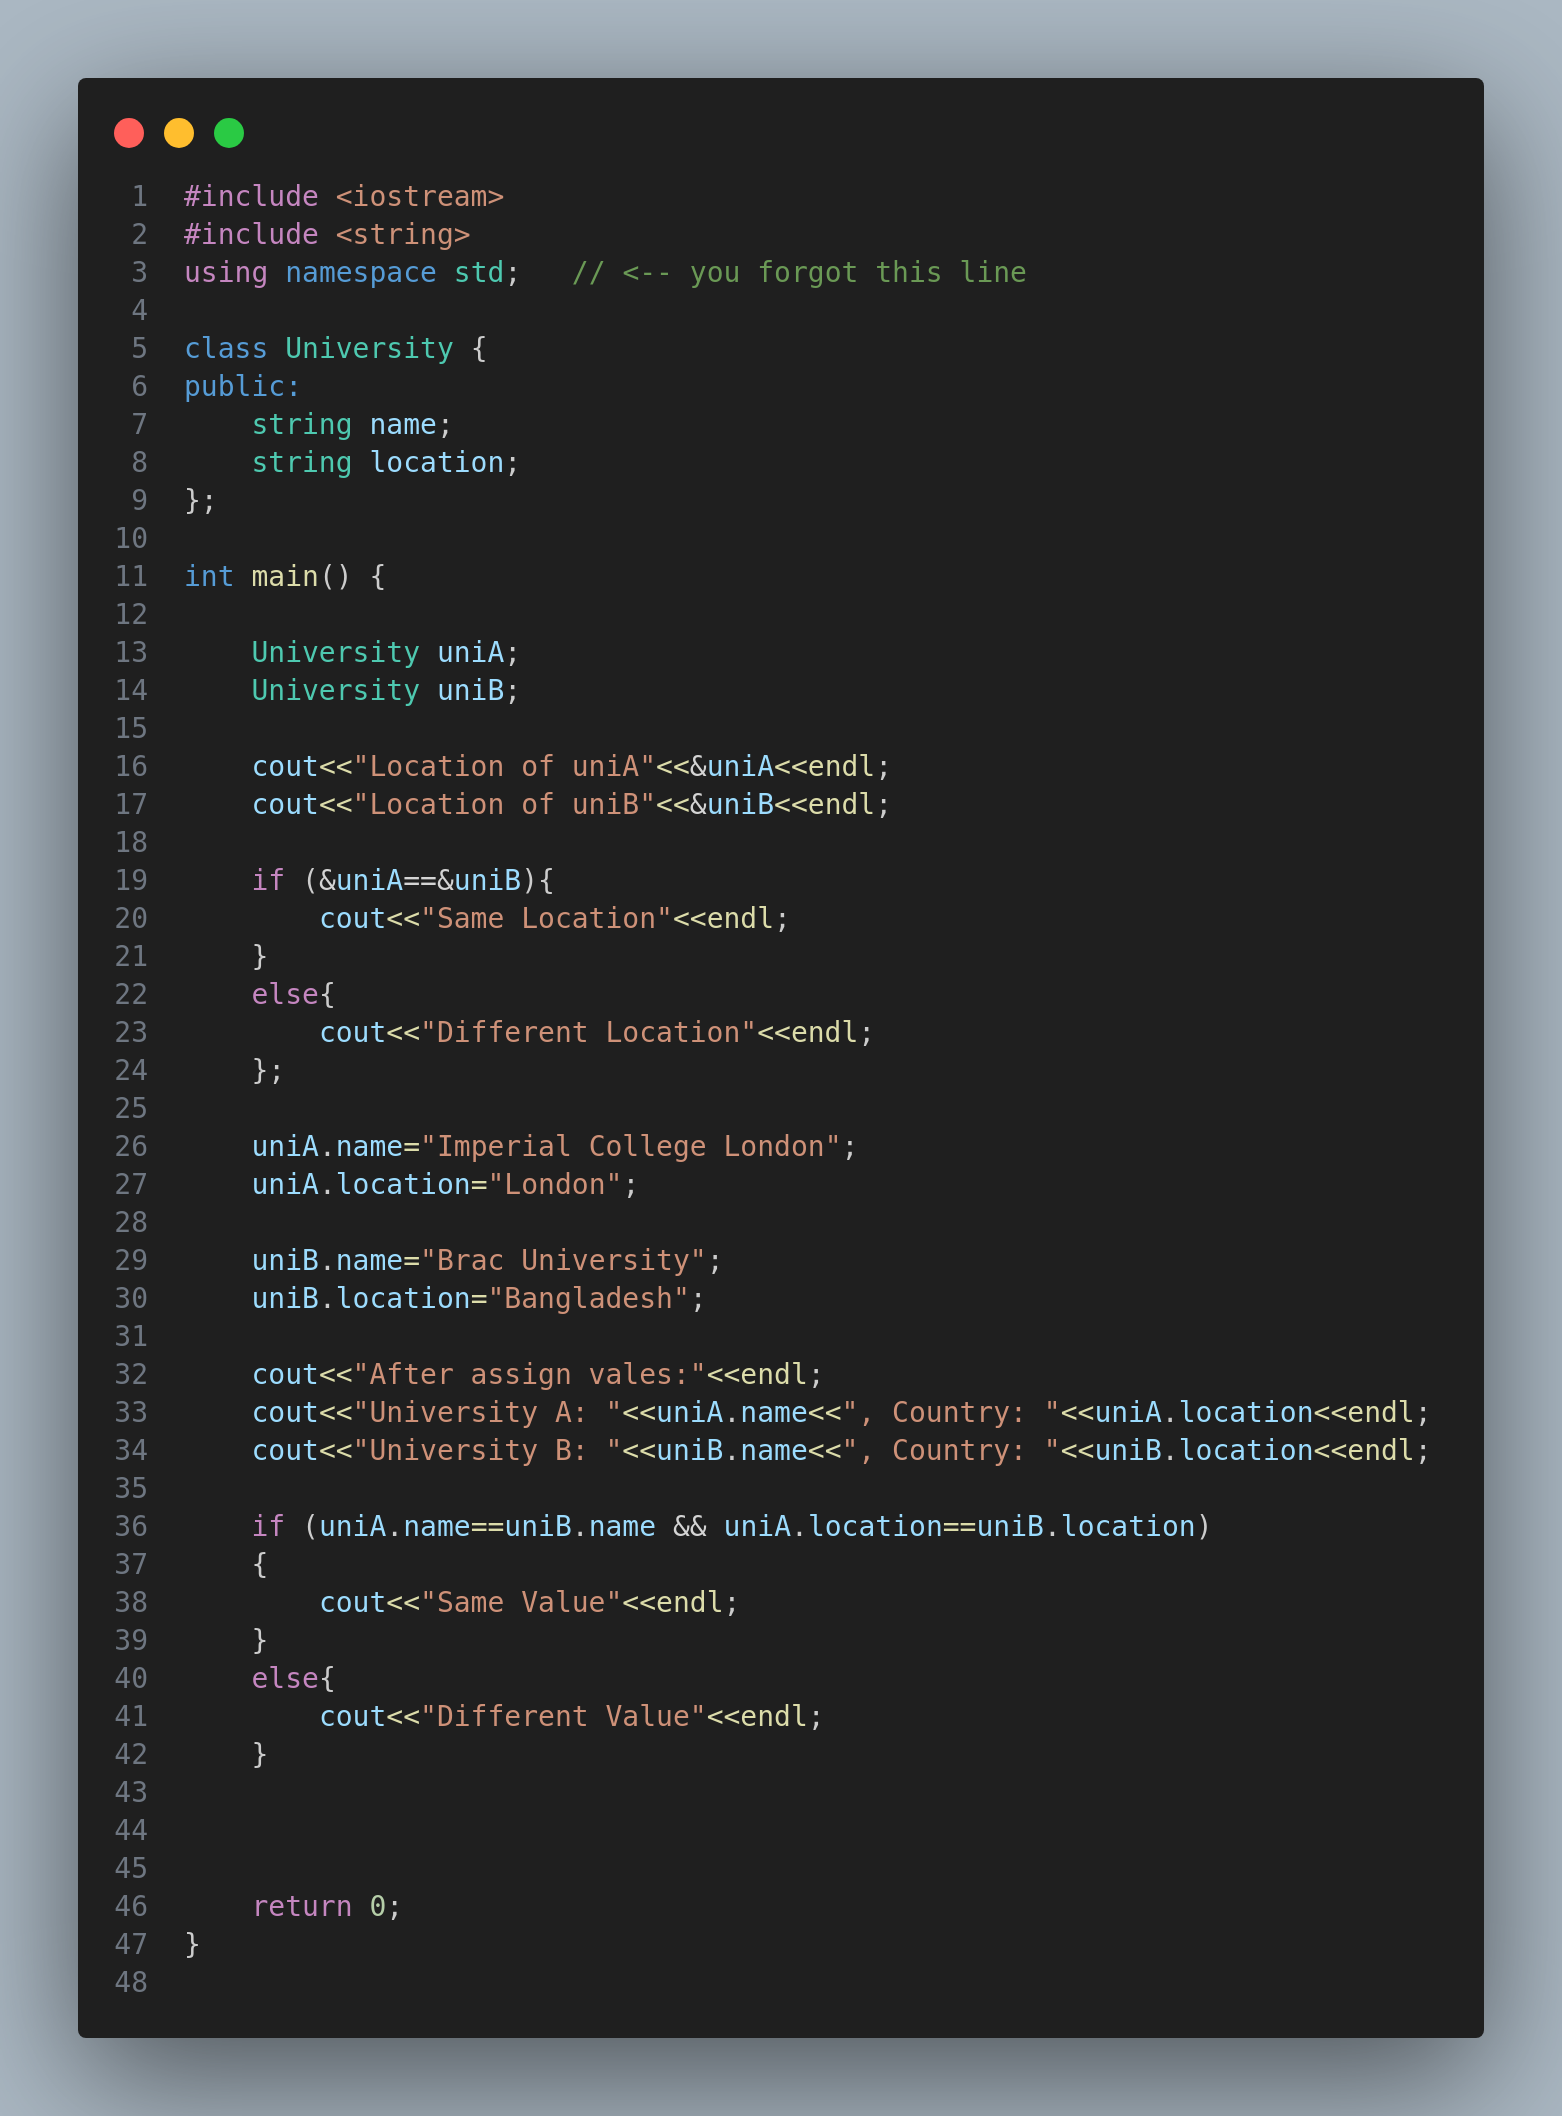 1 #include <iostream>
2 #include <string>
3 using namespace std;   // <-- you forgot this line
4
5 class University {
6 public:
7     string name;
8     string location;
9 };
10
11 int main() {
12
13     University uniA;
14     University uniB;
15
16     cout<<"Location of uniA"<<&uniA<<endl;
17     cout<<"Location of uniB"<<&uniB<<endl;
18
19     if (&uniA==&uniB){
20         cout<<"Same Location"<<endl;
21     }
22     else{
23         cout<<"Different Location"<<endl;
24     };
25
26     uniA.name="Imperial College London";
27     uniA.location="London";
28
29     uniB.name="Brac University";
30     uniB.location="Bangladesh";
31
32     cout<<"After assign vales:"<<endl;
33     cout<<"University A: "<<uniA.name<<", Country: "<<uniA.location<<endl;
34     cout<<"University B: "<<uniB.name<<", Country: "<<uniB.location<<endl;
35
36     if (uniA.name==uniB.name && uniA.location==uniB.location)
37     {
38         cout<<"Same Value"<<endl;
39     }
40     else{
41         cout<<"Different Value"<<endl;
42     }
43
44
45
46     return 0;
47 }
48